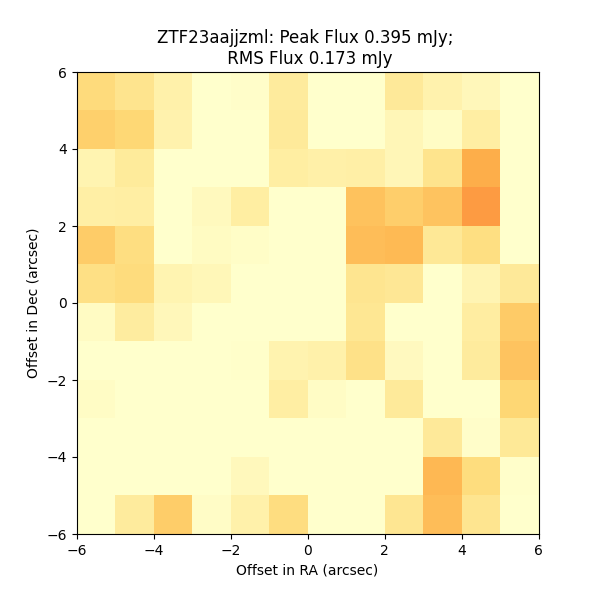 ZTF23aajjzml: Peak Flux 0.395 mJy;
RMS Flux 0.173 mJy
6
4
2
0
−2
−4
−6
Offset in Dec (arcsec)
−6 −4 −2 0 2 4 6
Offset in RA (arcsec)